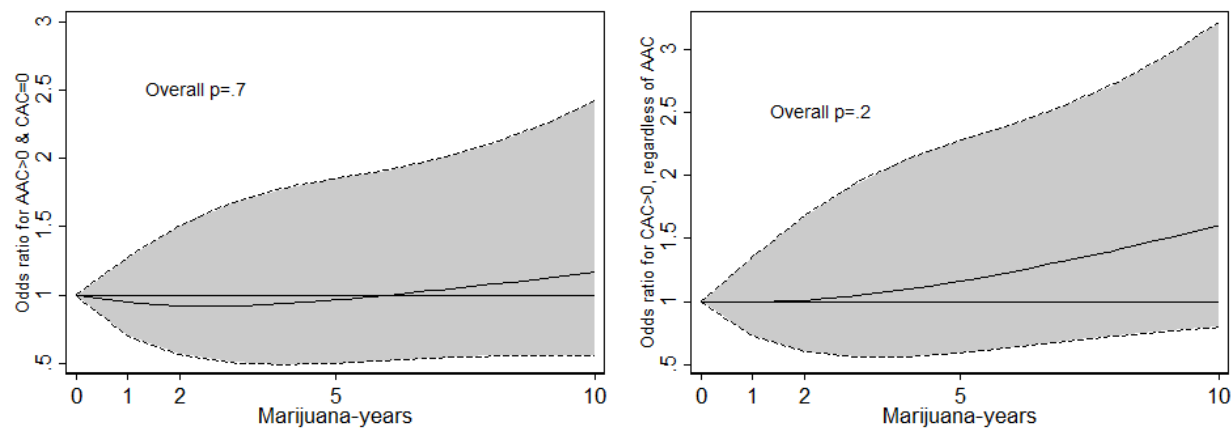 Odds ratio for AAC>0 & CAC=0
3
2.5
2
1.5
1
.5
Overall p=.7
0 1 2 5 10
Marijuana-years
Odds ratio for CAC>0, regardless of AAC
3
2.5
2
1.5
1
.5
Overall p=.2
0 1 2 5 10
Marijuana-years